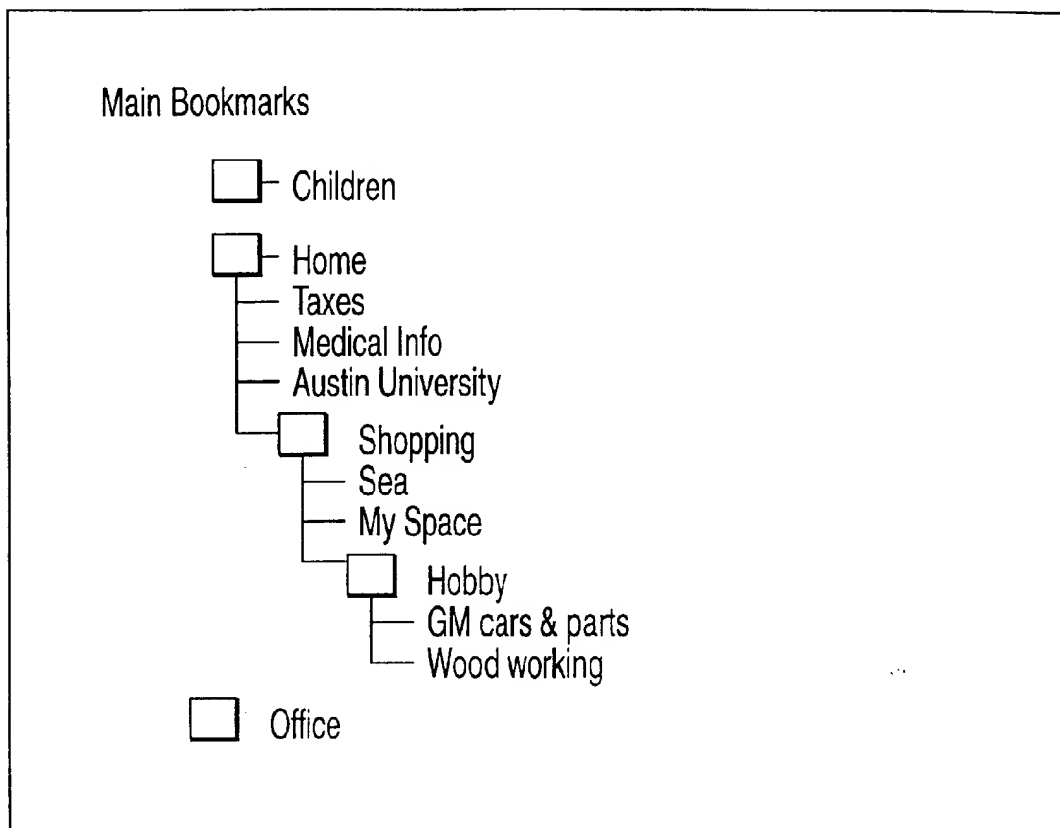 Main Bookmarks
Children
Home
Taxes
Medical Info
Austin University
Shopping
Sea
My Space
Hobby
GM cars & parts
Wood working
Office